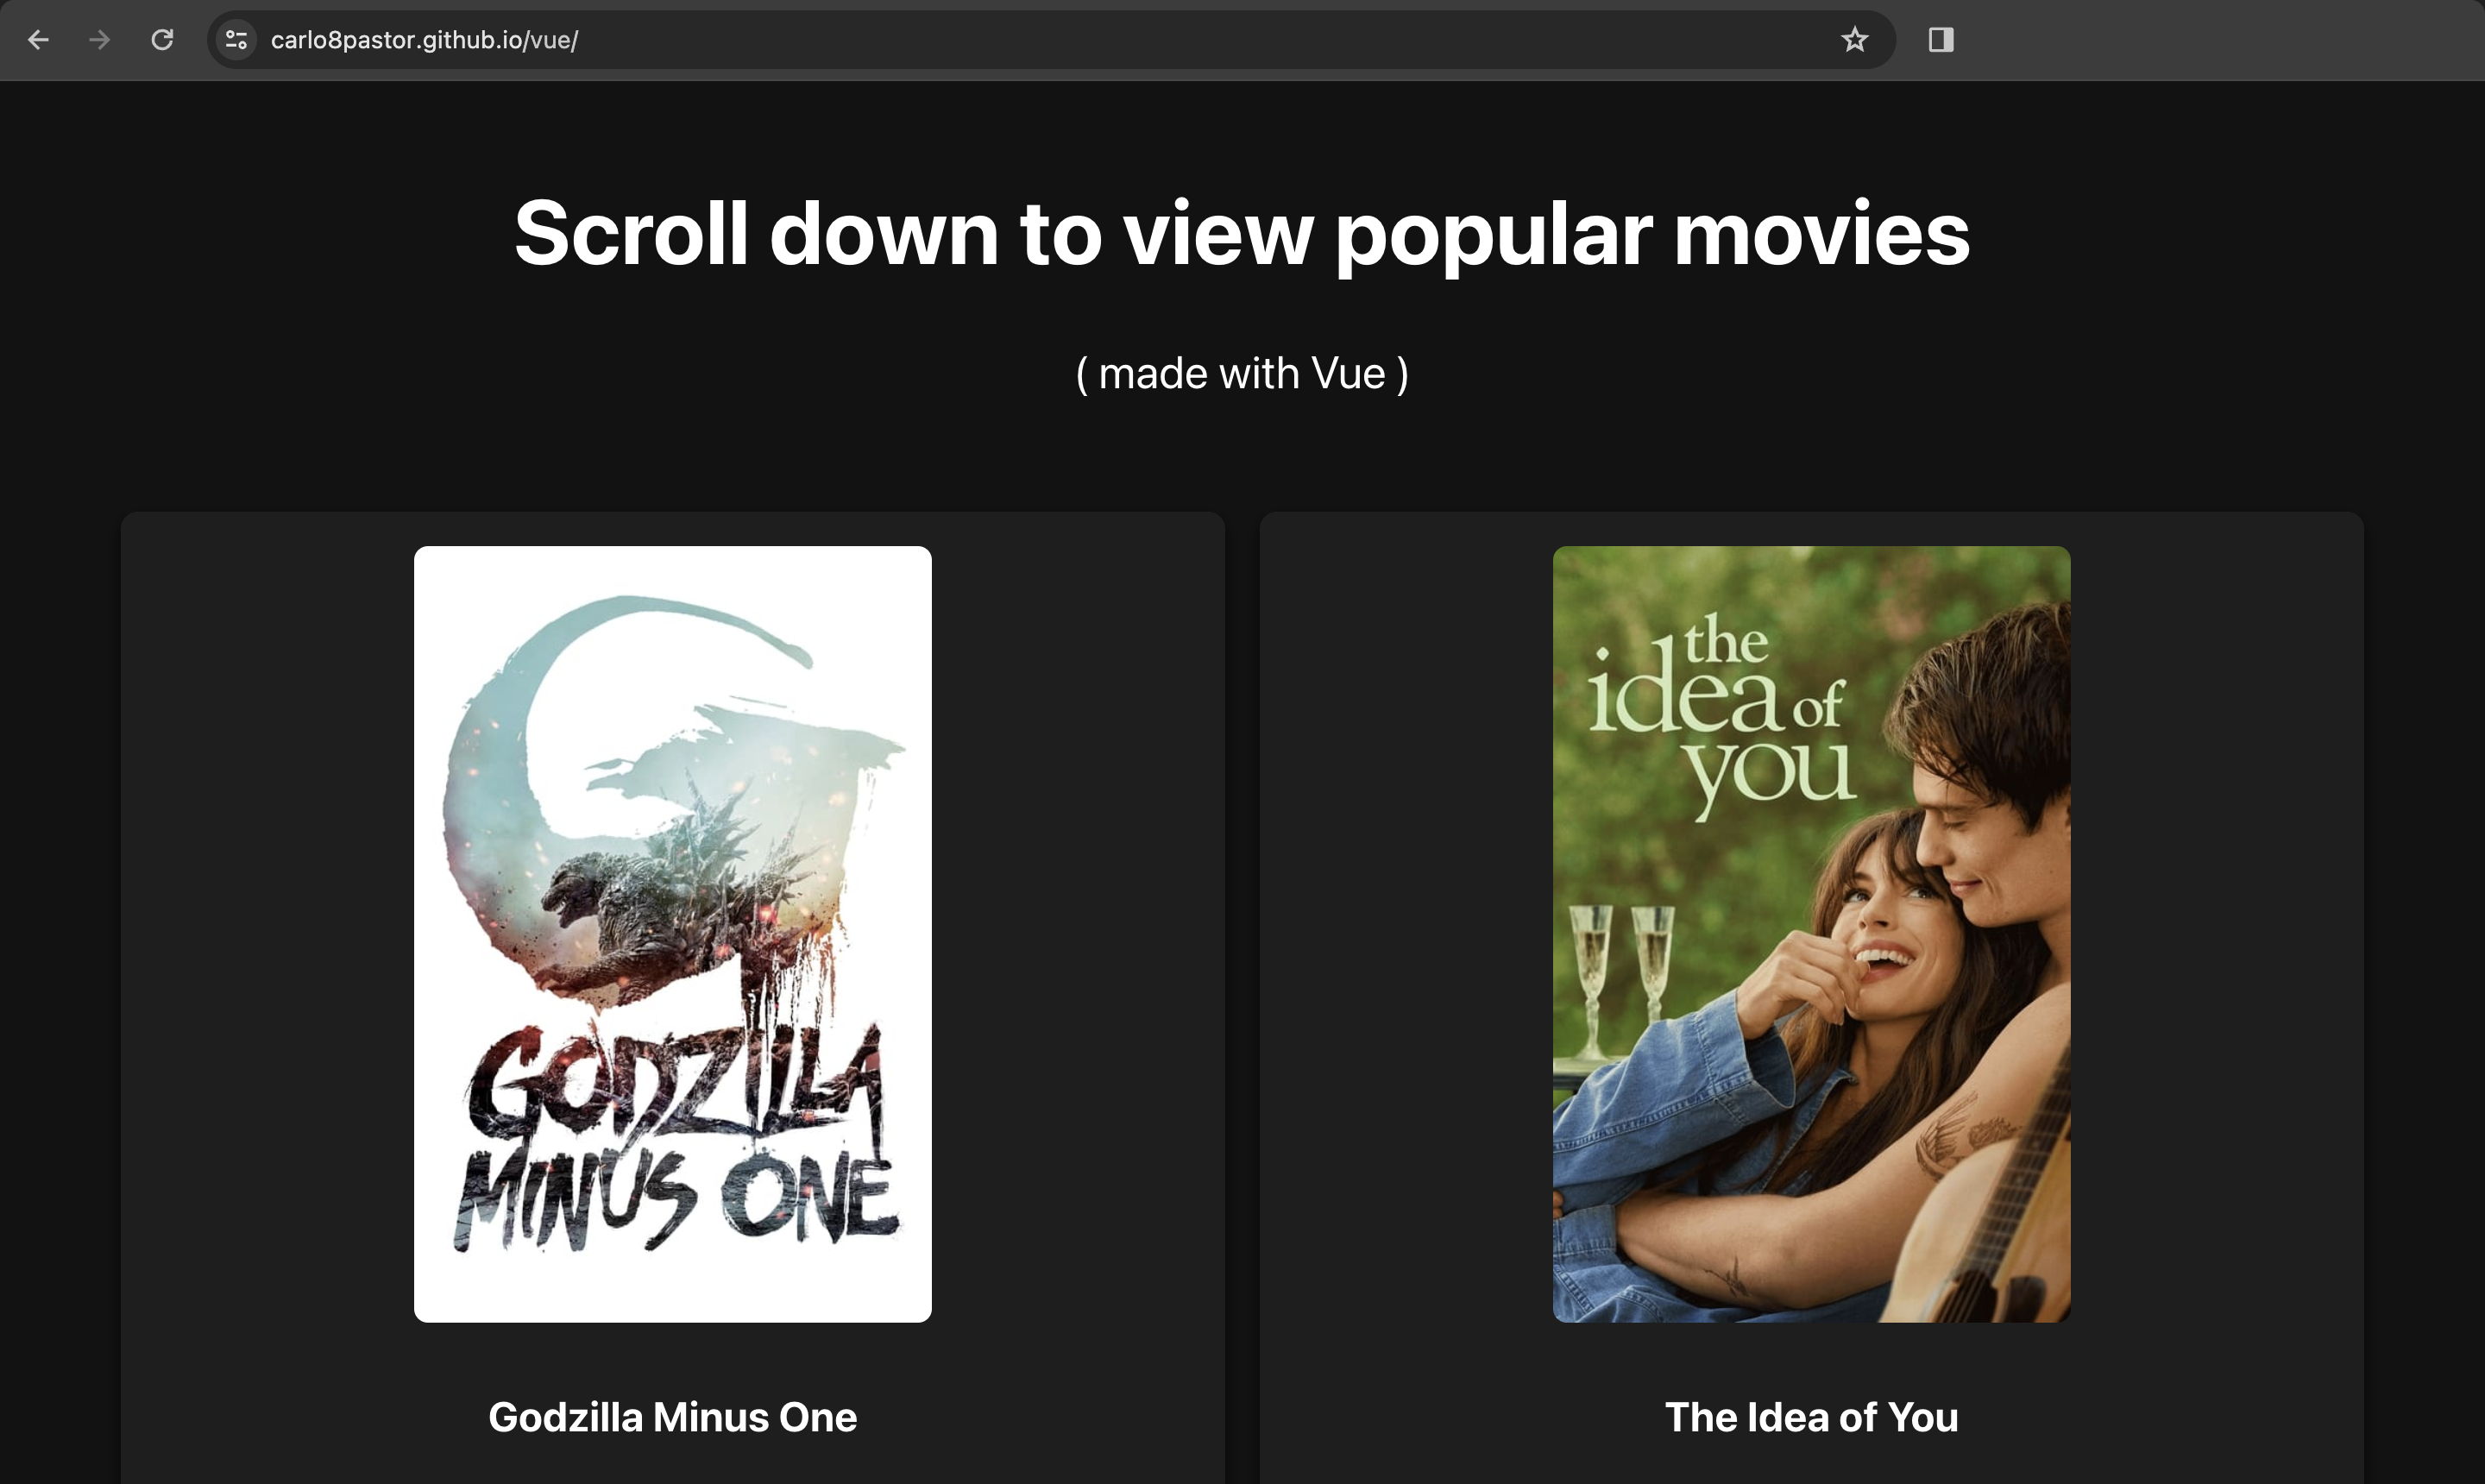 carlo8pastor.github.io/vue/
Scroll down to view popular movies
( made with Vue )
GODZILLA
MINUS ONE
the
idea of
you
Godzilla Minus One
The Idea of You